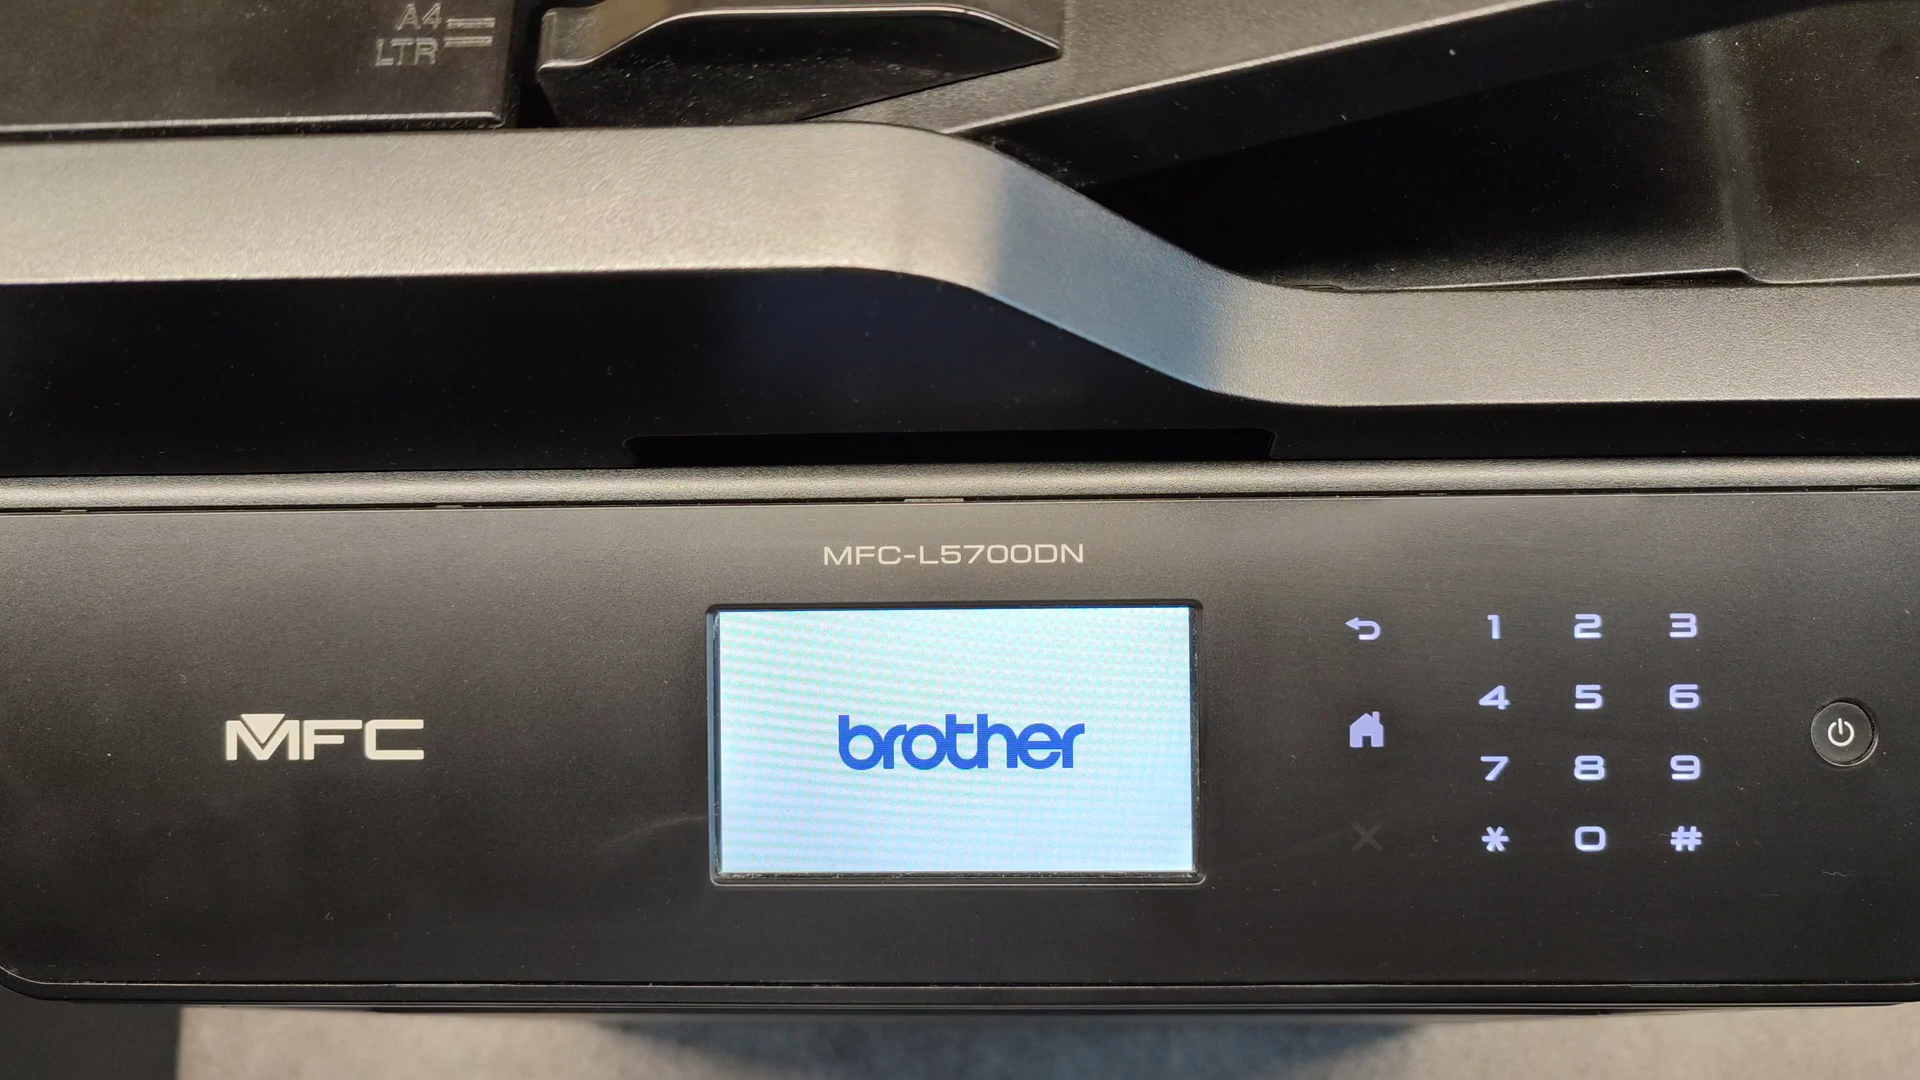 A4
LTR
MFC-L5700DN
MFC
brother
1 2 3
4 5 6
7 8 9
* 0 #